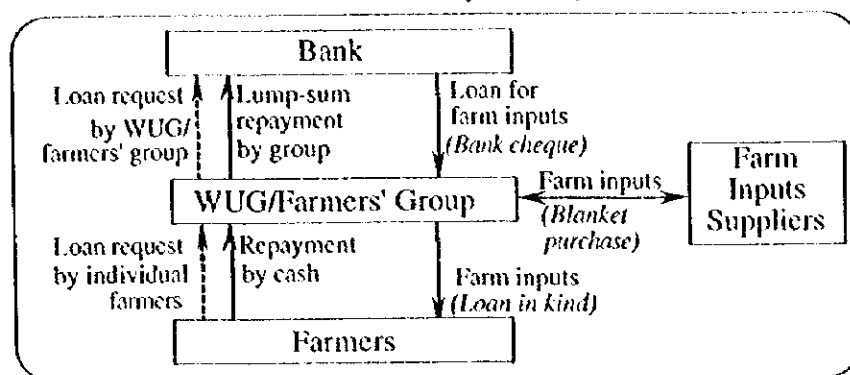 Bank
Loan request
by WUG/
farmers' group
Lump-sum
repayment
by group
Loan for
farm inputs
(Bank cheque)
WUG/Farmers' Group
Farm inputs
(Blanket
purchase)
Farm
Inputs
Suppliers
Loan request
by individual
farmers
Repayment
by cash
Farm inputs
(Loan in kind)
Farmers